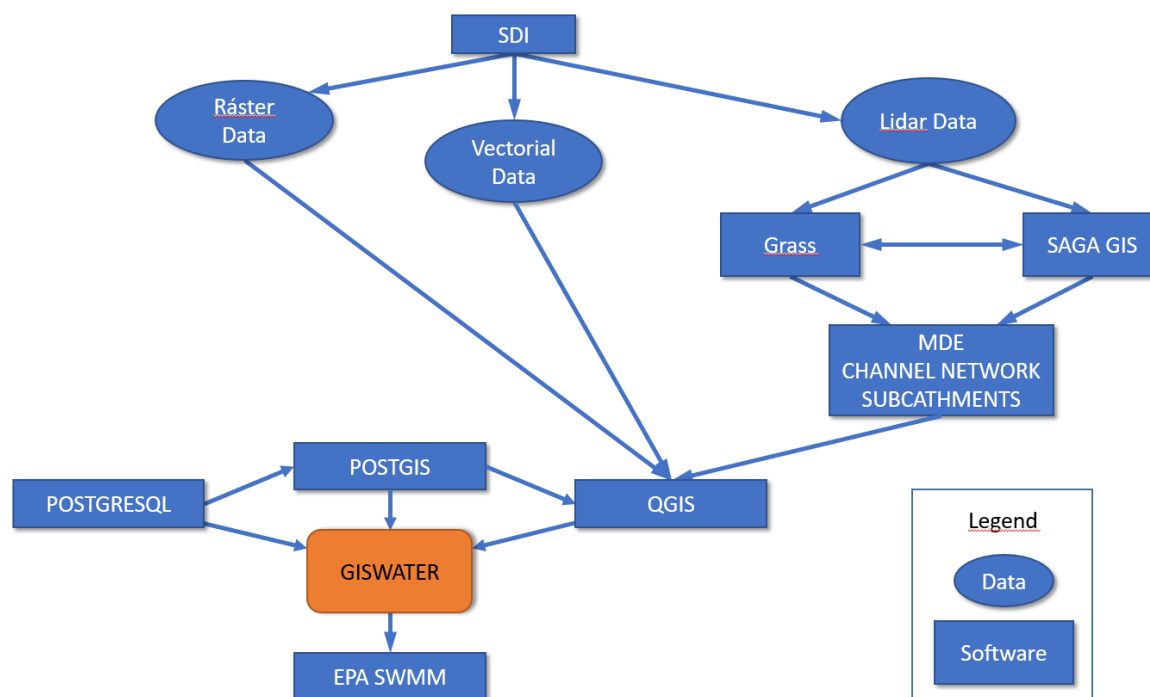 SDI
Ráster
Data
Vectorial
Data
Lidar Data
Grass
SAGA GIS
MDE
CHANNEL NETWORK
SUBCATHMENTS
POSTGIS
POSTGRESQL
QGIS
GISWATER
EPA SWMM
Legend
Data
Software